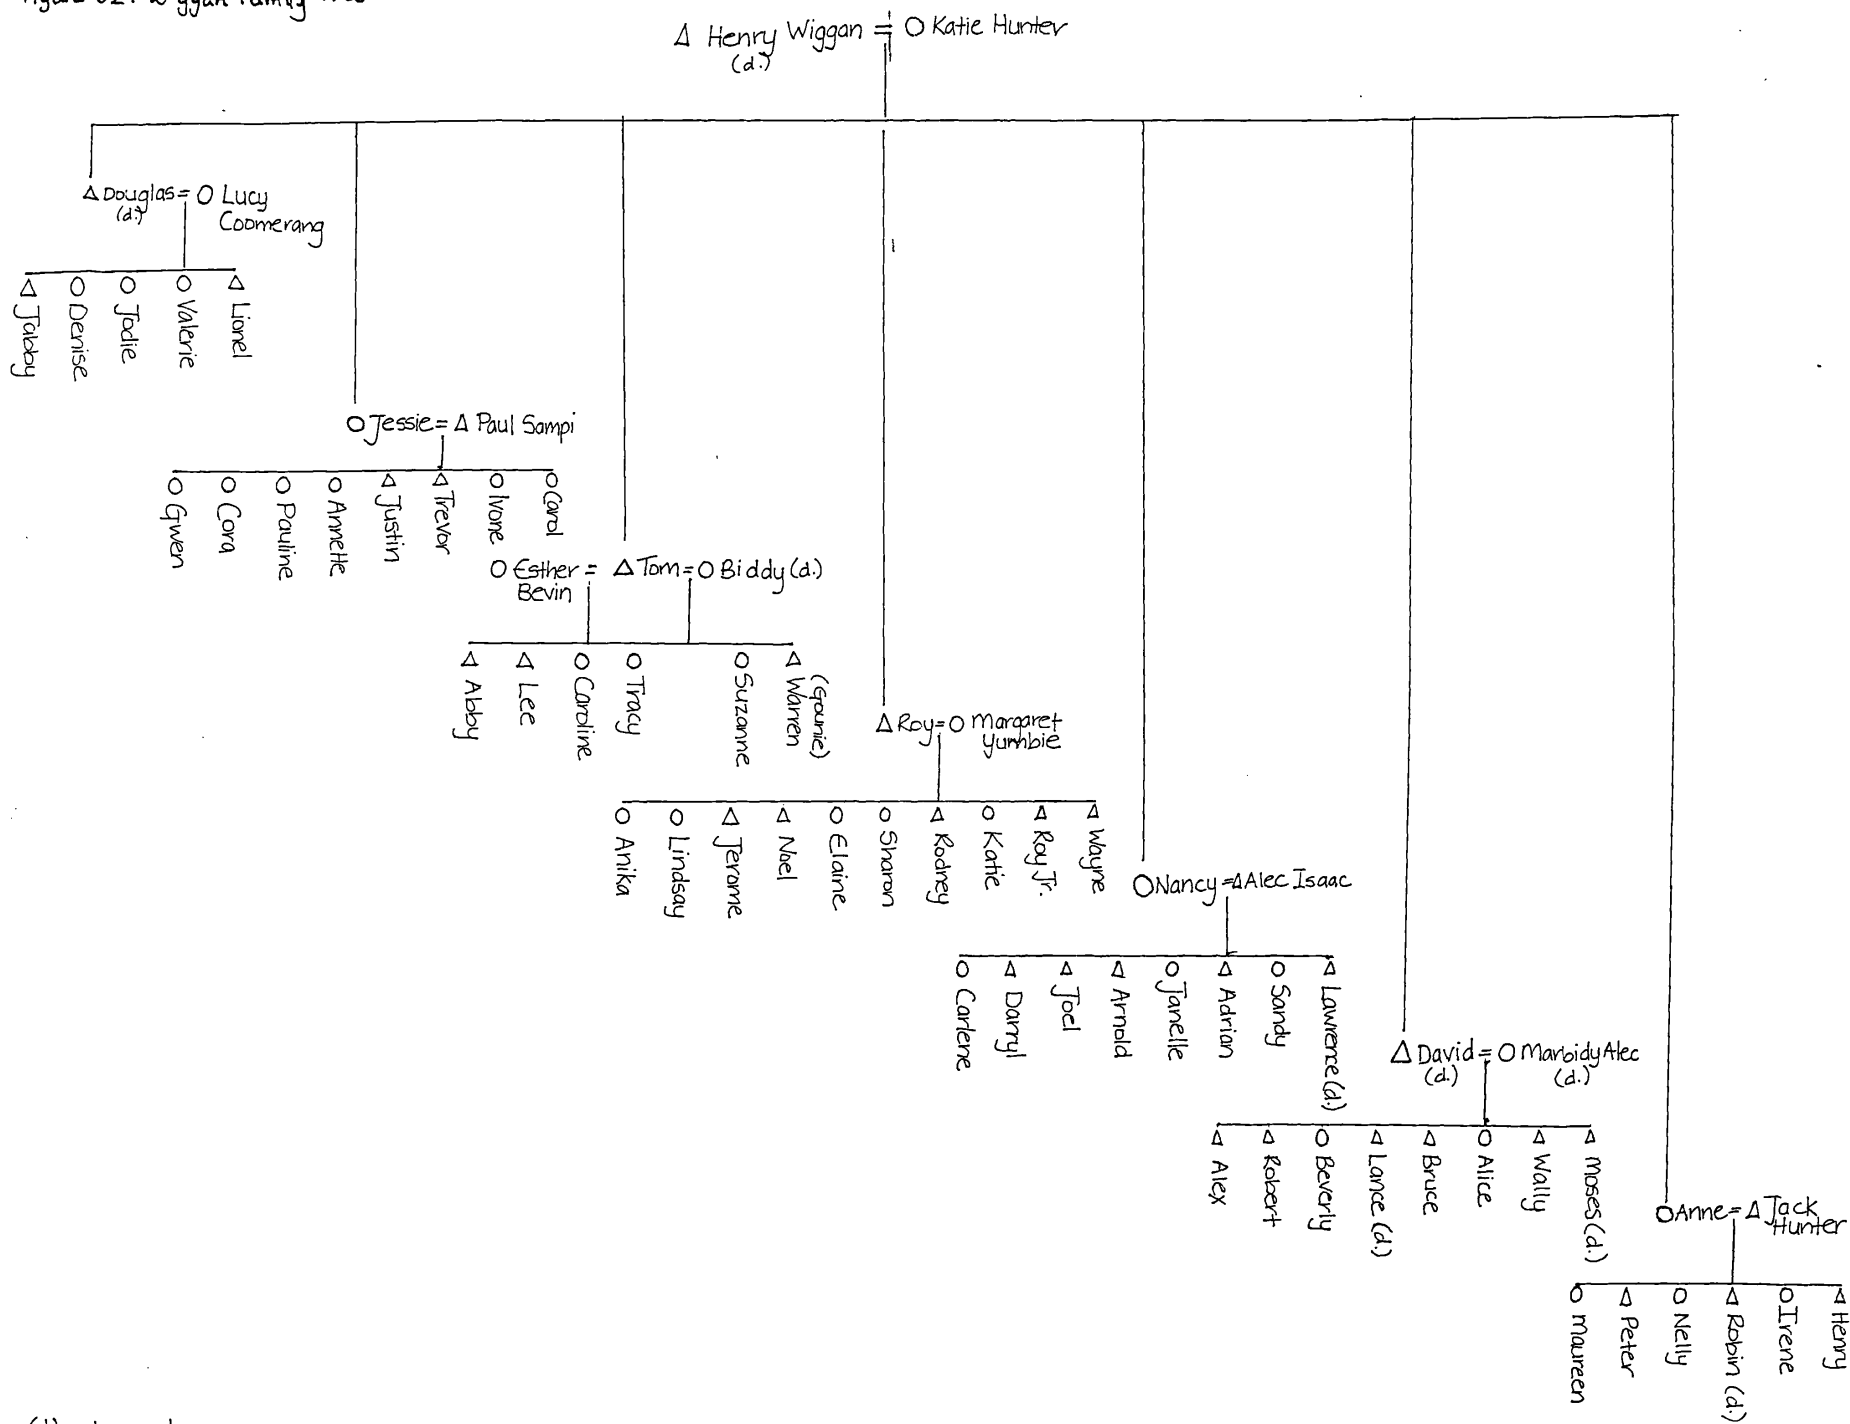 Henry Wiggan = Katie Hunter
(d.)
Douglas = Lucy
(d.) Coomerang
Jabby
Denise
Jodie
Valerie
Lionel
Jessie = Paul Sampi
Gwen
Cora
Pauline
Annette
Justin
Trevor
Ivone
Carol
Esther = Tom = Biddy (d.)
Bevin
Abby
Lee
Caroline
Tracy
Suzanne
Warren
(Gounie)
Roy = Margaret
Yumbie
Anika
Lindsay
Jerome
Noel
Elaine
Sharon
Rodney
Katie
Roy Jr.
Wayne
Nancy = Alec Isaac
Carlene
Darryl
Joel
Arnold
Janelle
Adrian
Sandy
Lawrence (d.)
David = Marbidy Alec
(d.) (d.)
Alex
Robert
Beverly
Lance (d.)
Bruce
Alice
Wally
Moses (d.)
Anne = Jack
Hunter
Maureen
Peter
Nelly
Robin (d.)
Irene
Henry